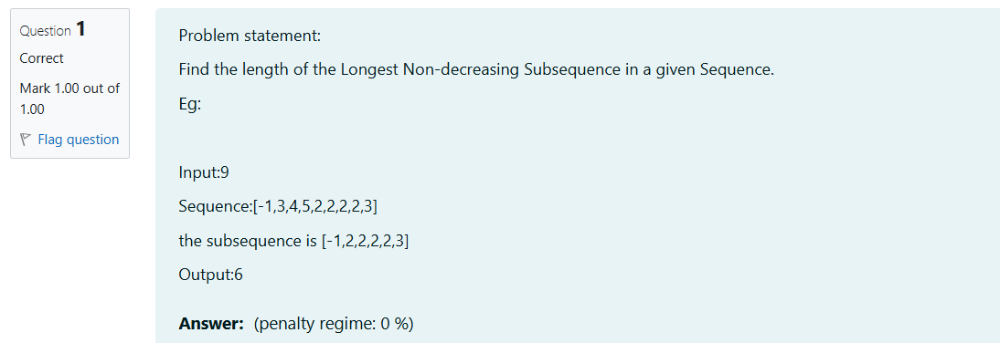 Question 1
Correct
Mark 1.00 out of
1.00
Flag question
Problem statement:
Find the length of the Longest Non-decreasing Subsequence in a given Sequence.
Eg:
Input:9
Sequence:[-1,3,4,5,2,2,2,2,3]
the subsequence is [-1,2,2,2,2,3]
Output:6
Answer: (penalty regime: 0 %)